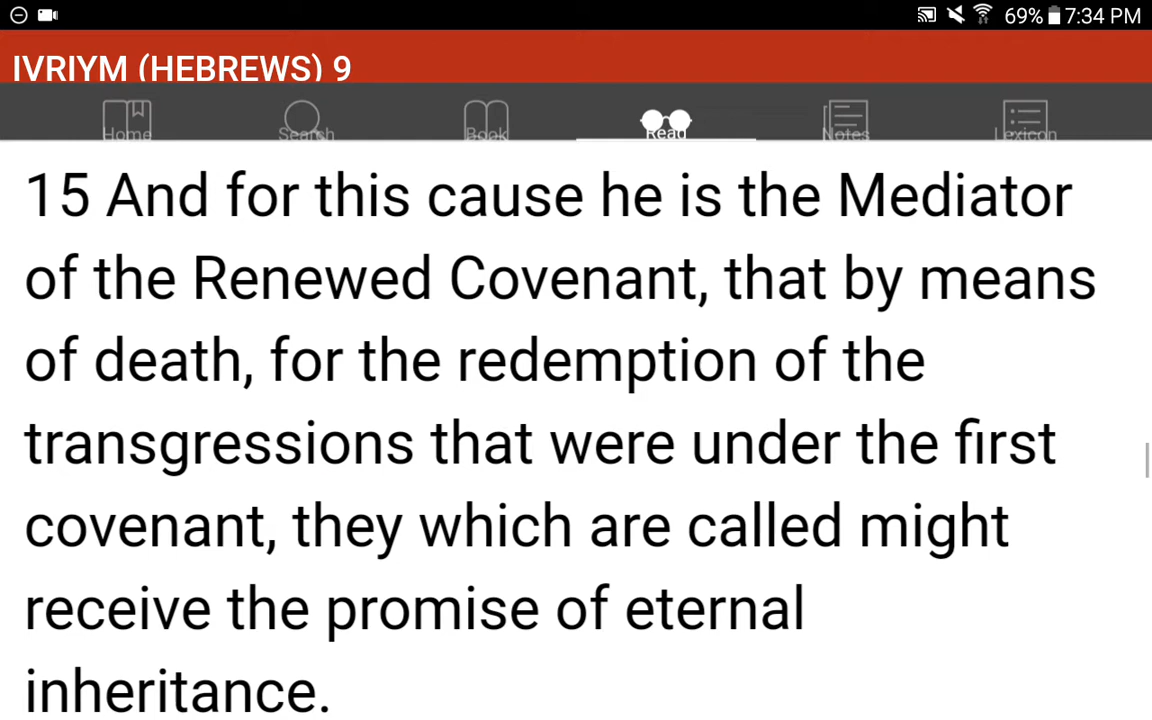 69% 7:34 PM
IVRIYM (HEBREWS) 9
Home Search Book Read Notes Lexicon
15 And for this cause he is the Mediator
of the Renewed Covenant, that by means
of death, for the redemption of the
transgressions that were under the first
covenant, they which are called might
receive the promise of eternal
inheritance.